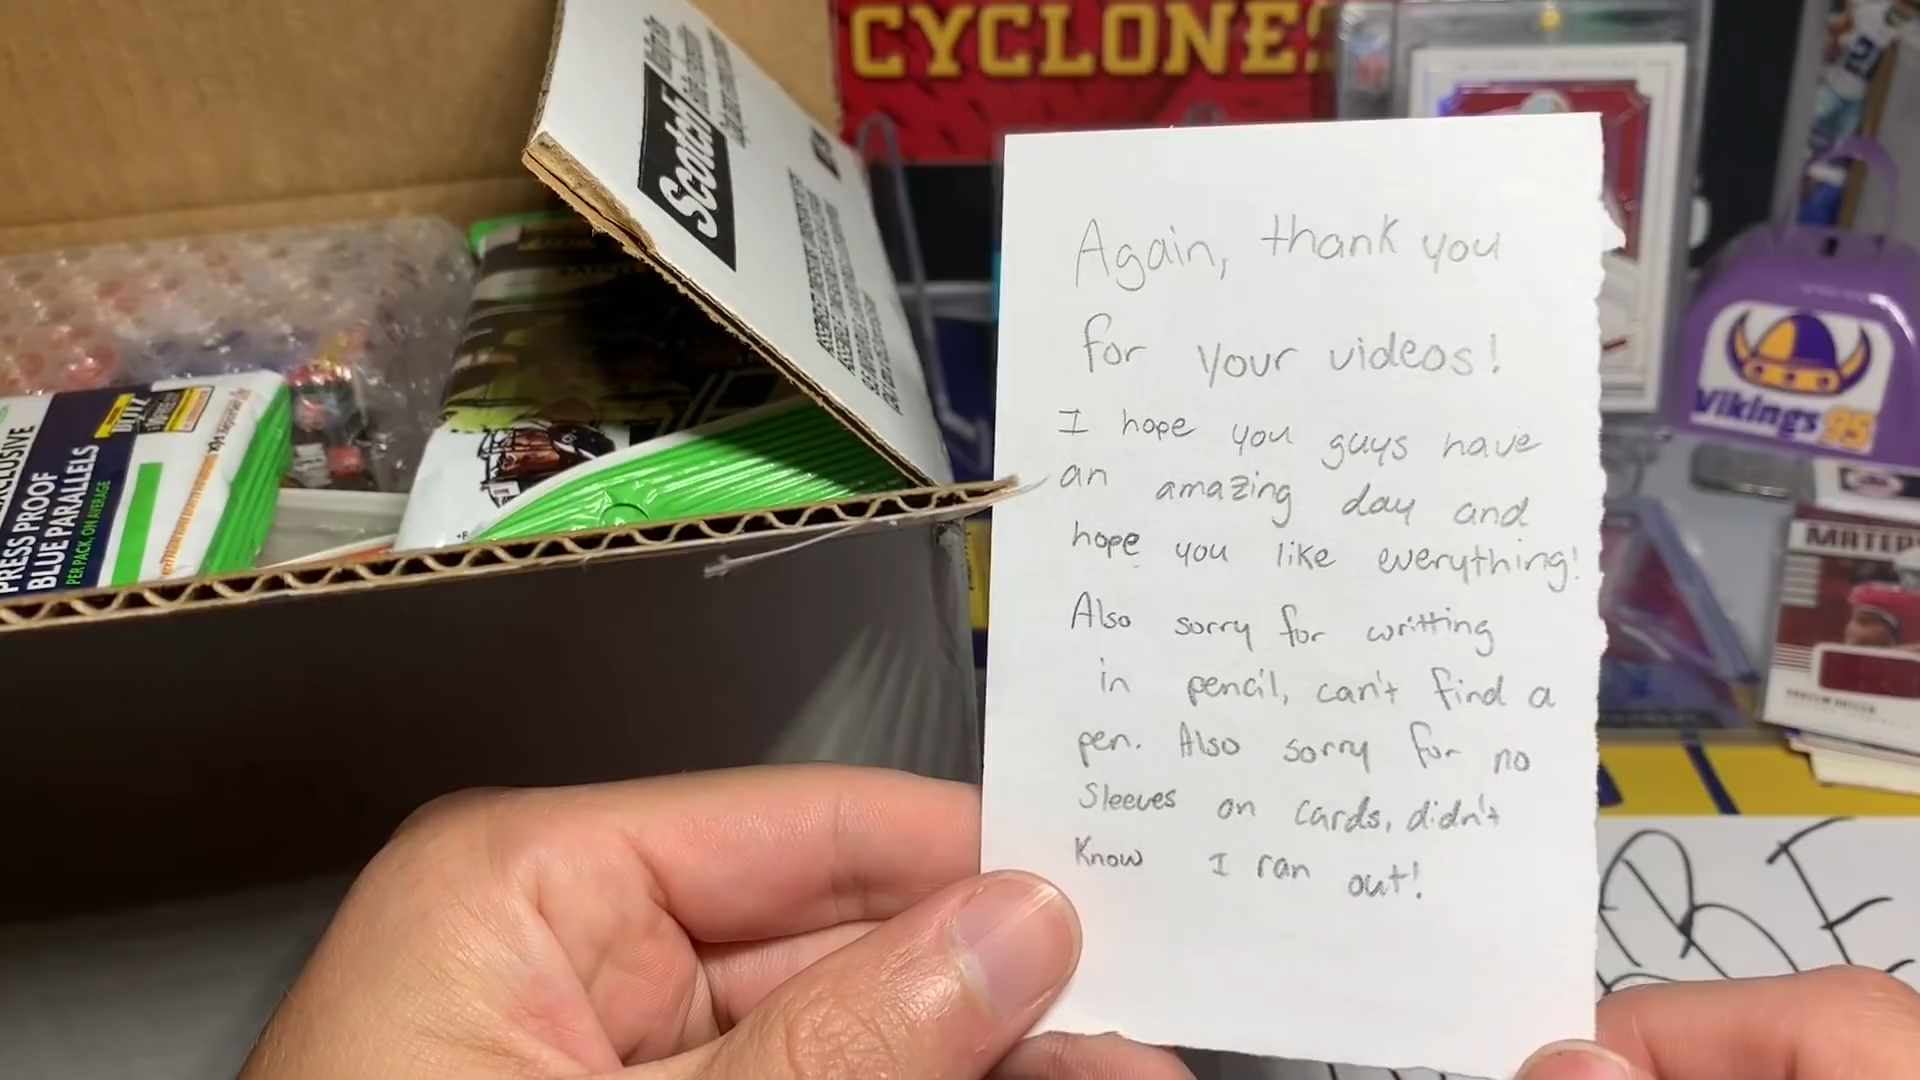 CYCLONES
Scotch
Again, thank you
for your videos!
I hope you guys have
an amazing day and
hope you like everything!
Also sorry for writting
in pencil, can't find a
pen. Also sorry for no
sleeves on cards, didn't
know I ran out!
Vikings 95
PRESS PROOF
BLUE PARALLELS
PER PACK, ON AVERAGE